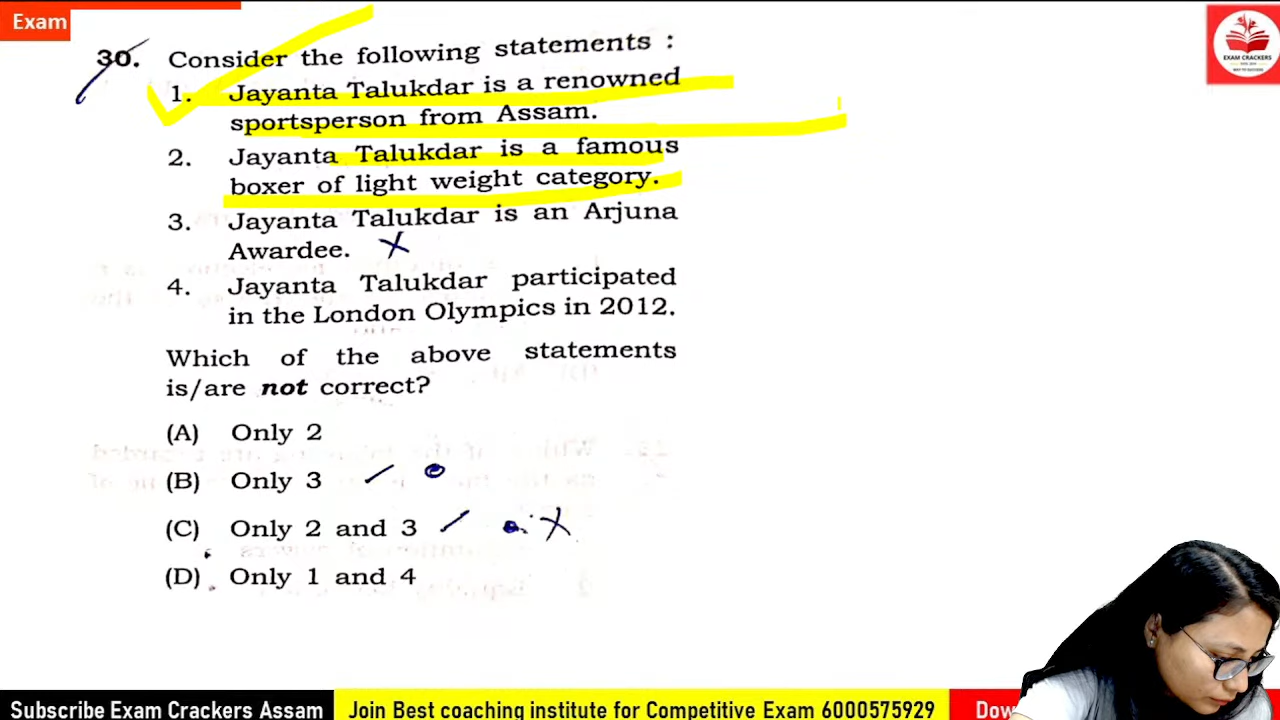 Exam
30. Consider the following statements :
1. Jayanta Talukdar is a renowned
sportsperson from Assam.
2. Jayanta Talukdar is a famous
boxer of light weight category.
3. Jayanta Talukdar is an Arjuna
Awardee.
4. Jayanta Talukdar participated
in the London Olympics in 2012.
Which of the above statements
is/are not correct?
(A) Only 2
(B) Only 3
(C) Only 2 and 3
(D) Only 1 and 4
EXAM CRACKERS
Subscribe Exam Crackers Assam
Join Best coaching institute for Competitive Exam 6000575929
Dow